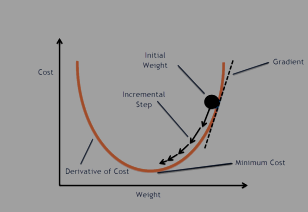 Initial
Weight
Gradient
Cost
Incremental
Step
Minimum Cost
Derivative of Cost
Weight